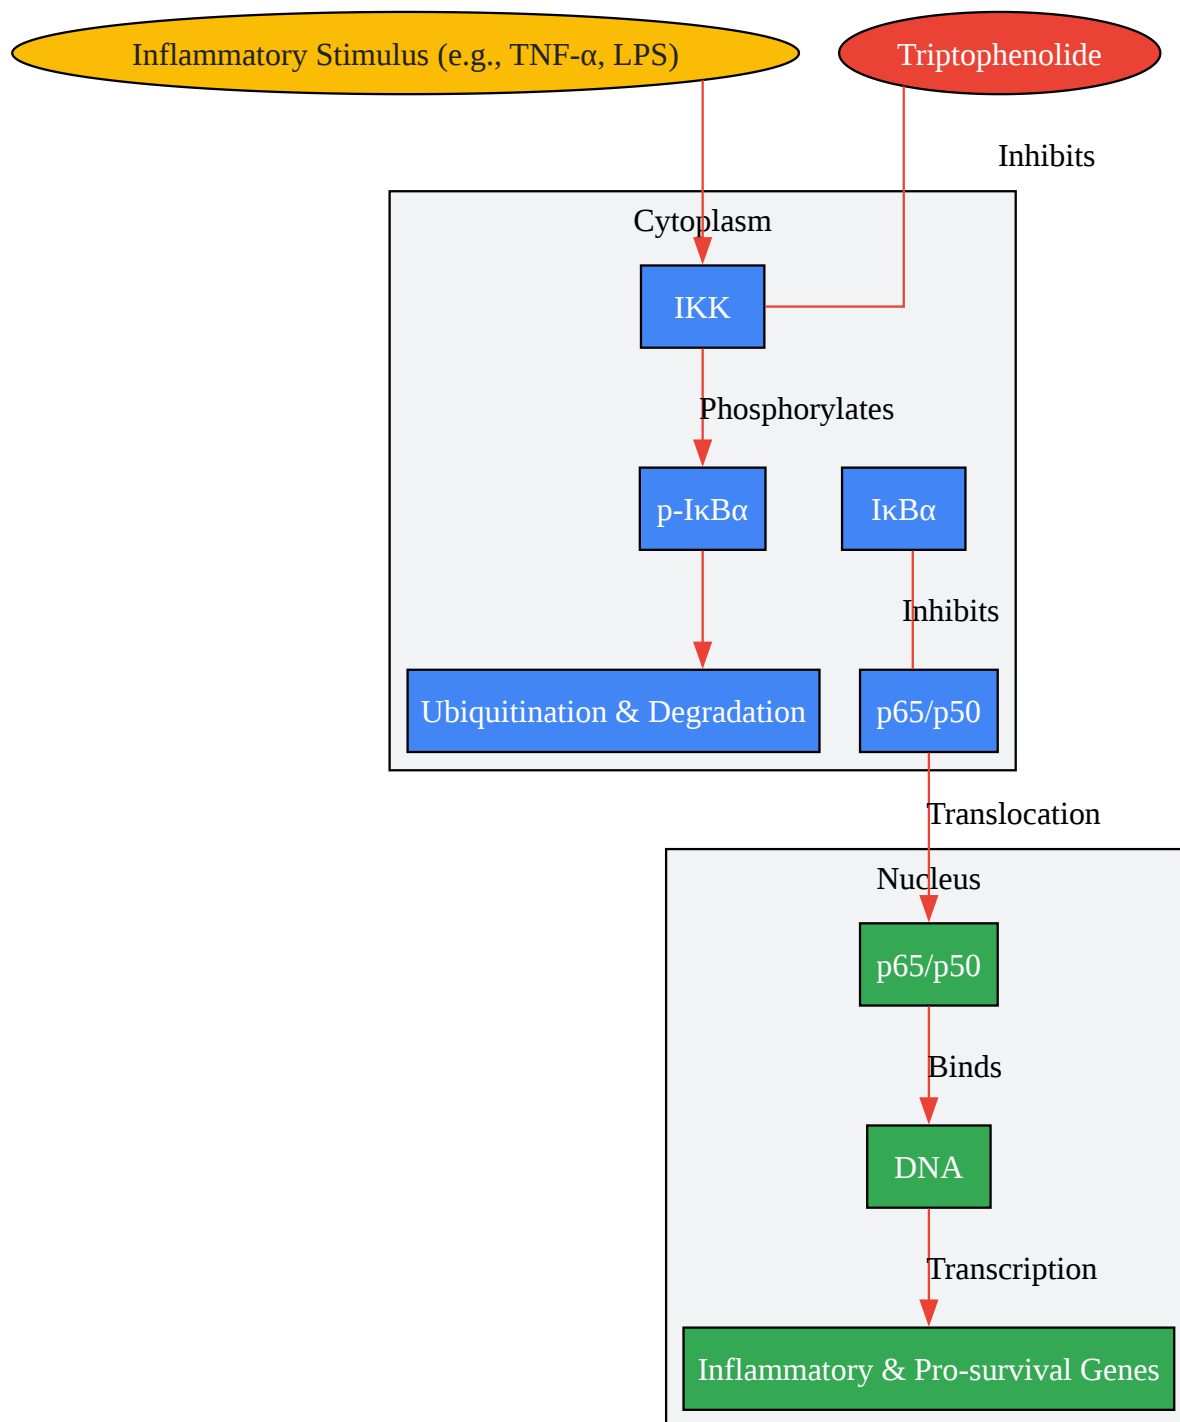 Inflammatory Stimulus (e.g., TNF-α, LPS)
Triptophenolide
Inhibits
Cytoplasm
IKK
Phosphorylates
p-IκBα
IκBα
Inhibits
Ubiquitination & Degradation
p65/p50
Translocation
Nucleus
p65/p50
Binds
DNA
Transcription
Inflammatory & Pro-survival Genes